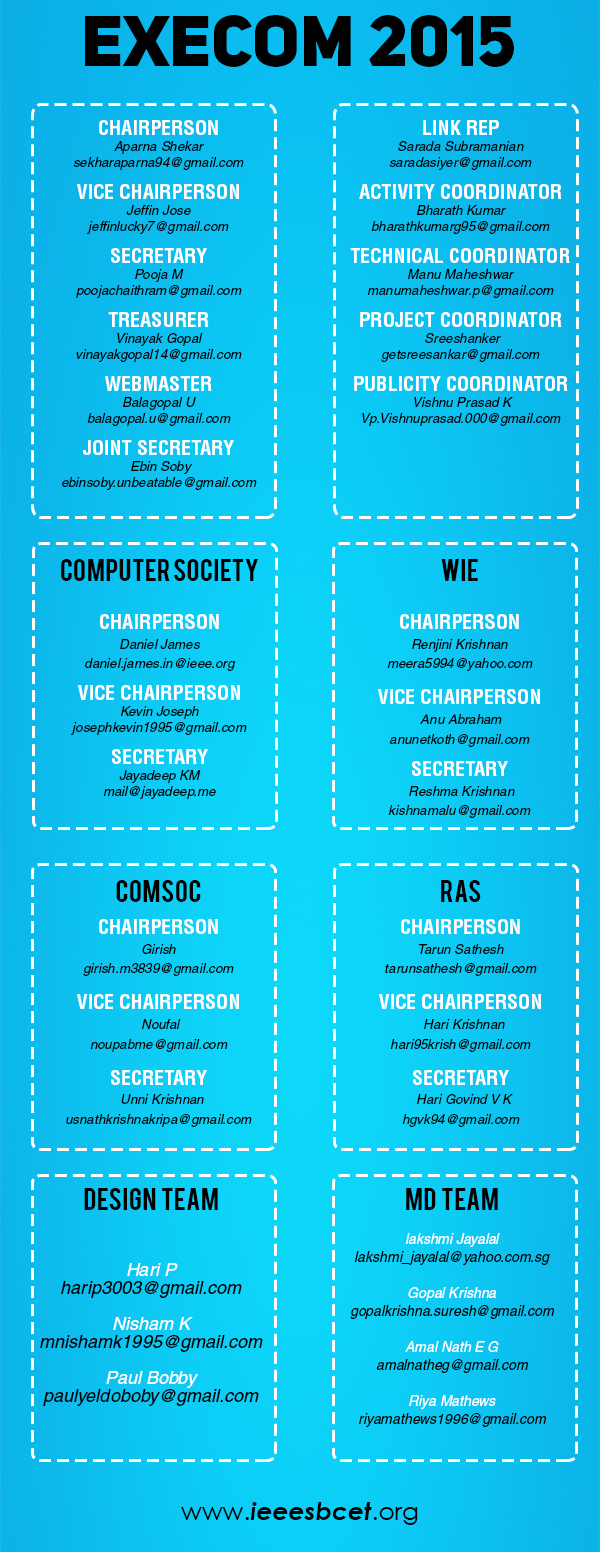 EXECOM 2015
CHAIRPERSON
Aparna Shekar
sekharaparna94@gmail.com
VICE CHAIRPERSON
Jeffin Jose
jeffinlucky7@gmail.com
SECRETARY
Pooja M
poojachaithram@gmail.com
TREASURER
Vinayak Gopal
vinayakgopal14@gmail.com
WEBMASTER
Balagopal U
balagopal.u@gmail.com
JOINT SECRETARY
Ebin Soby
ebinsoby.unbeatable@gmail.com
LINK REP
Sarada Subramanian
saradasiyer@gmail.com
ACTIVITY COORDINATOR
Bharath Kumar
bharathkumarg95@gmail.com
TECHNICAL COORDINATOR
Manu Maheshwar
manumaheshwar.p@gmail.com
PROJECT COORDINATOR
Sreeshanker
getsreesankar@gmail.com
PUBLICITY COORDINATOR
Vishnu Prasad K
Vp.Vishnuprasad.000@gmail.com
COMPUTER SOCIETY
CHAIRPERSON
Daniel James
daniel.james.in@ieee.org
VICE CHAIRPERSON
Kevin Joseph
josephkevin1995@gmail.com
SECRETARY
Jayadeep KM
mail@jayadeep.me
WIE
CHAIRPERSON
Renjini Krishnan
meera5994@yahoo.com
VICE CHAIRPERSON
Anu Abraham
anunetkoth@gmail.com
SECRETARY
Reshma Krishnan
kishnamalu@gmail.com
COMSOC
CHAIRPERSON
Girish
girish.m3839@gmail.com
VICE CHAIRPERSON
Noufal
noupabme@gmail.com
SECRETARY
Unni Krishnan
usnathkrishnakripa@gmail.com
RAS
CHAIRPERSON
Tarun Sathesh
tarunsathesh@gmail.com
VICE CHAIRPERSON
Hari Krishnan
hari95krish@gmail.com
SECRETARY
Hari Govind V K
hgvk94@gmail.com
DESIGN TEAM
Hari P
harip3003@gmail.com
Nisham K
mnishamk1995@gmail.com
Paul Bobby
paulyeldoboby@gmail.com
MD TEAM
lakshmi Jayalal
lakshmi_jayalal@yahoo.com.sg
Gopal Krishna
gopalkrishna.suresh@gmail.com
Amal Nath E G
amalnatheg@gmail.com
Riya Mathews
riyamathews1996@gmail.com
www.ieeesbcet.org